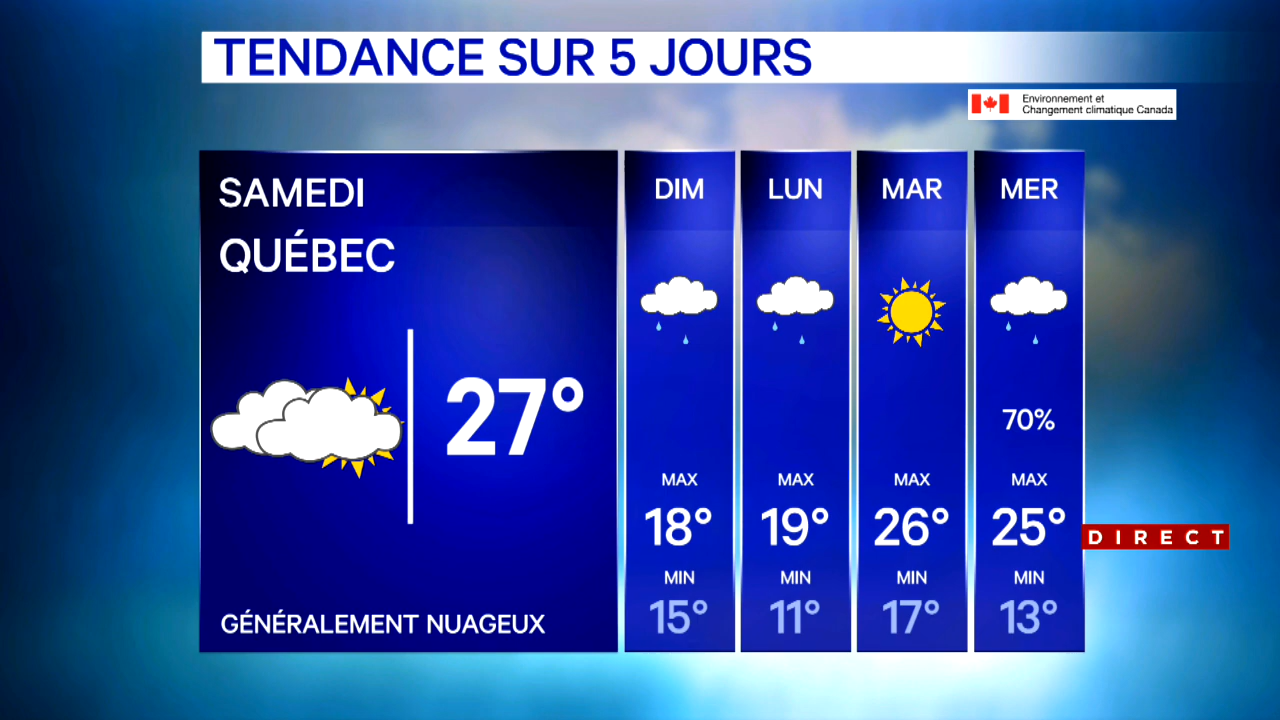 TENDANCE SUR 5 JOURS
Environnement et
Changement climatique Canada
SAMEDI
QUÉBEC
27°
GÉNÉRALEMENT NUAGEUX
DIM
MAX
18°
MIN
15°
LUN
MAX
19°
MIN
11°
MAR
MAX
26°
MIN
17°
MER
70%
MAX
25°
MIN
13°
DIRECT